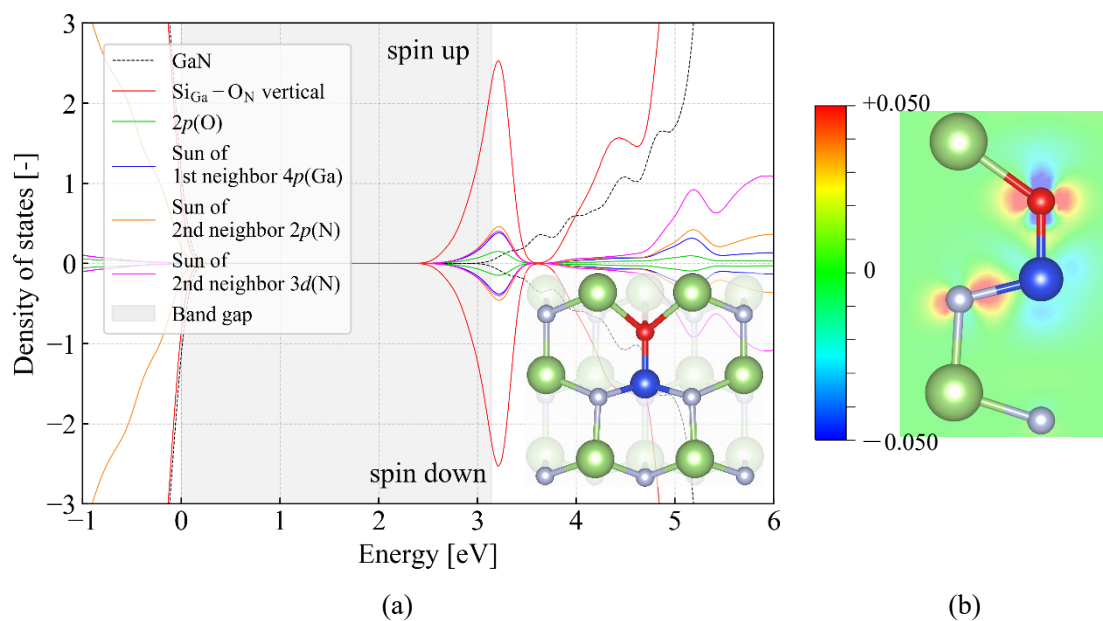 3
2
1
0
−1
−2
−3
Density of states [-]
spin up
GaN
Si_Ga−O_N vertical
2p(O)
Sun of
1st neighbor 4p(Ga)
Sun of
2nd neighbor 2p(N)
Sun of
2nd neighbor 3d(N)
Band gap
spin down
−1 0 1 2 3 4 5 6
Energy [eV]
(a)
+0.050
0
−0.050
(b)